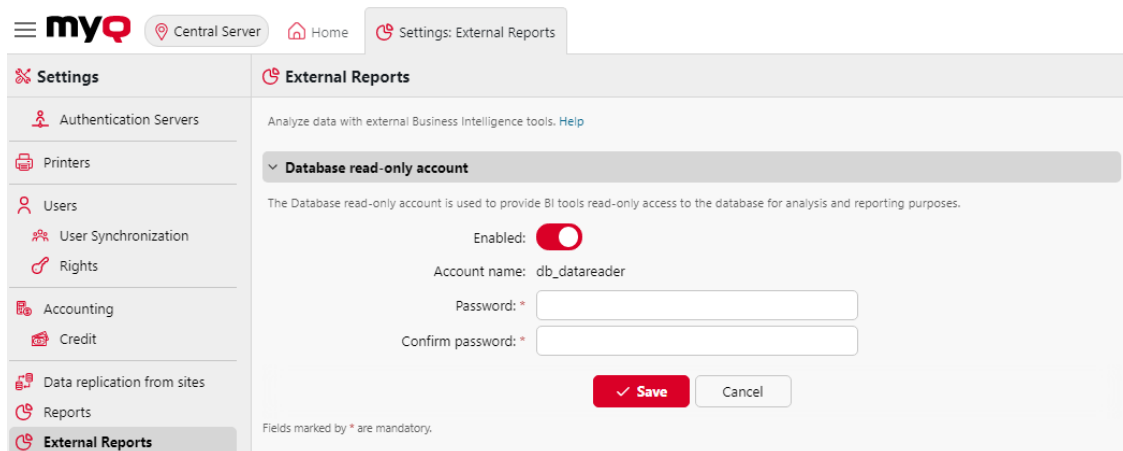 myQ
Central Server
Home
Settings: External Reports
Settings
External Reports
Authentication Servers
Analyze data with external Business Intelligence tools. Help
Printers
Database read-only account
Users
The Database read-only account is used to provide BI tools read-only access to the database for analysis and reporting purposes.
User Synchronization
Enabled:
Rights
Account name: db_datareader
Accounting
Password: *
Credit
Confirm password: *
Data replication from sites
Save
Cancel
Reports
Fields marked by * are mandatory.
External Reports